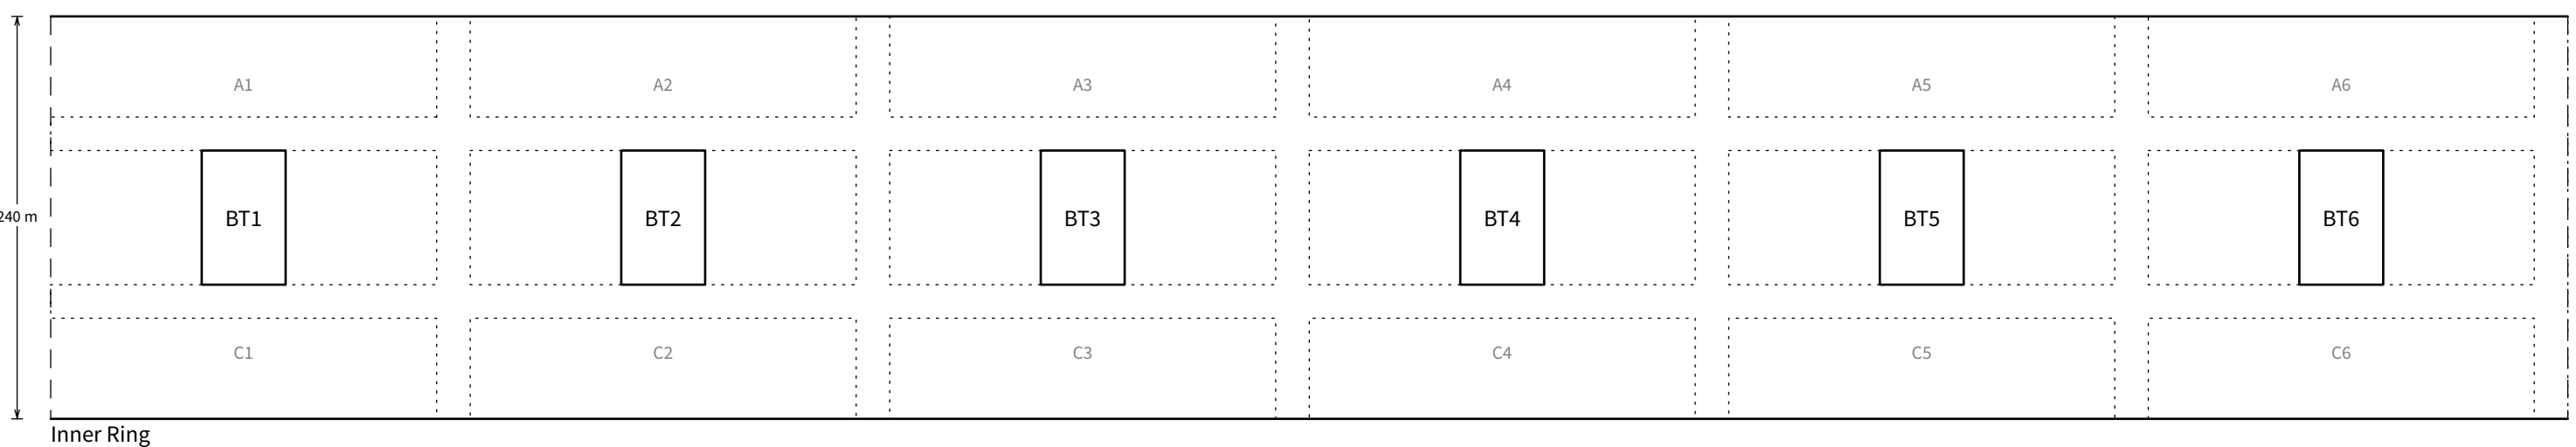 A1 A2 A3 A4 A5 A6
240 m
BT1 BT2 BT3 BT4 BT5 BT6
C1 C2 C3 C4 C5 C6
Inner Ring